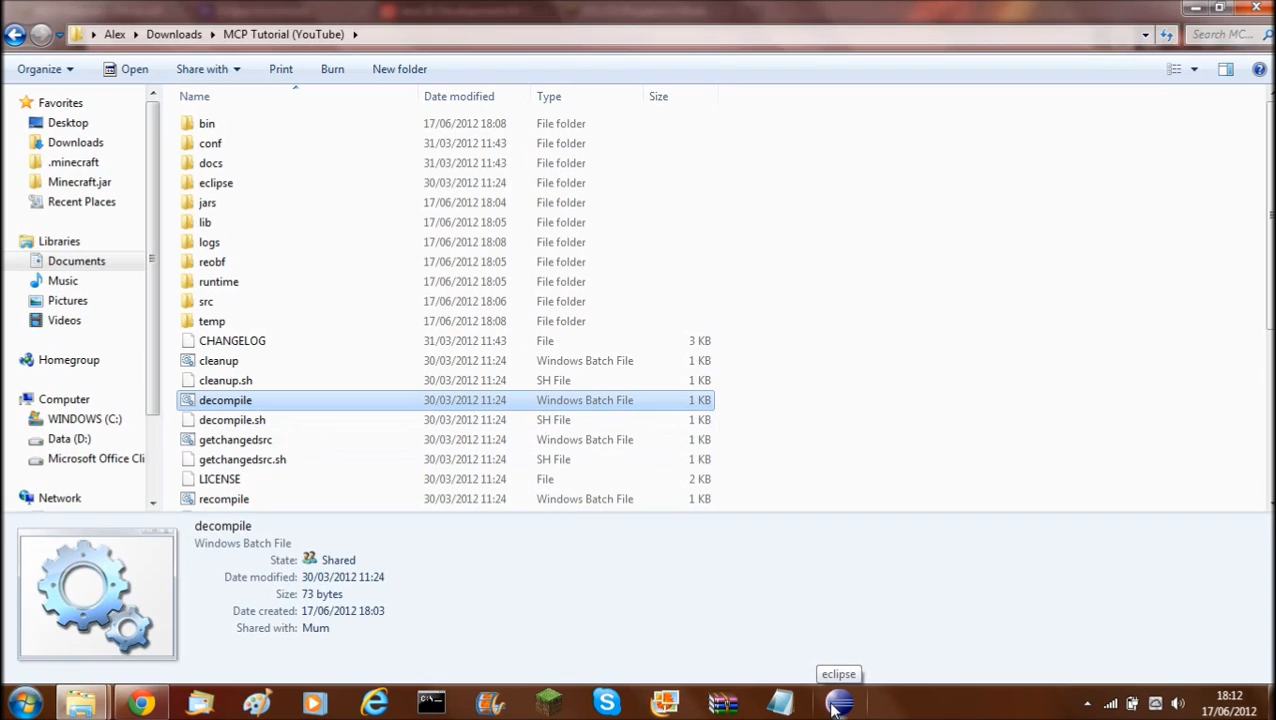 Alex Downloads MCP Tutorial (YouTube) Search MC...
Organize Open Share with Print Burn New folder
Name Date modified Type Size
Favorites
Desktop
Downloads
.minecraft
Minecraft.jar
Recent Places
Libraries
Documents
Music
Pictures
Videos
Homegroup
Computer
WINDOWS (C:)
Data (D:)
Microsoft Office Cli
Network
bin 17/06/2012 18:08 File folder
conf 31/03/2012 11:43 File folder
docs 31/03/2012 11:43 File folder
eclipse 30/03/2012 11:24 File folder
jars 17/06/2012 18:04 File folder
lib 17/06/2012 18:05 File folder
logs 17/06/2012 18:08 File folder
reobf 17/06/2012 18:05 File folder
runtime 17/06/2012 18:05 File folder
src 17/06/2012 18:06 File folder
temp 17/06/2012 18:08 File folder
CHANGELOG 31/03/2012 11:43 File 3 KB
cleanup 30/03/2012 11:24 Windows Batch File 1 KB
cleanup.sh 30/03/2012 11:24 SH File 1 KB
decompile 30/03/2012 11:24 Windows Batch File 1 KB
decompile.sh 30/03/2012 11:24 SH File 1 KB
getchangedsrc 30/03/2012 11:24 Windows Batch File 1 KB
getchangedsrc.sh 30/03/2012 11:24 SH File 1 KB
LICENSE 30/03/2012 11:24 File 2 KB
recompile 30/03/2012 11:24 Windows Batch File 1 KB
decompile
Windows Batch File
State: Shared
Date modified: 30/03/2012 11:24
Size: 73 bytes
Date created: 17/06/2012 18:03
Shared with: Mum
eclipse
18:12
17/06/2012